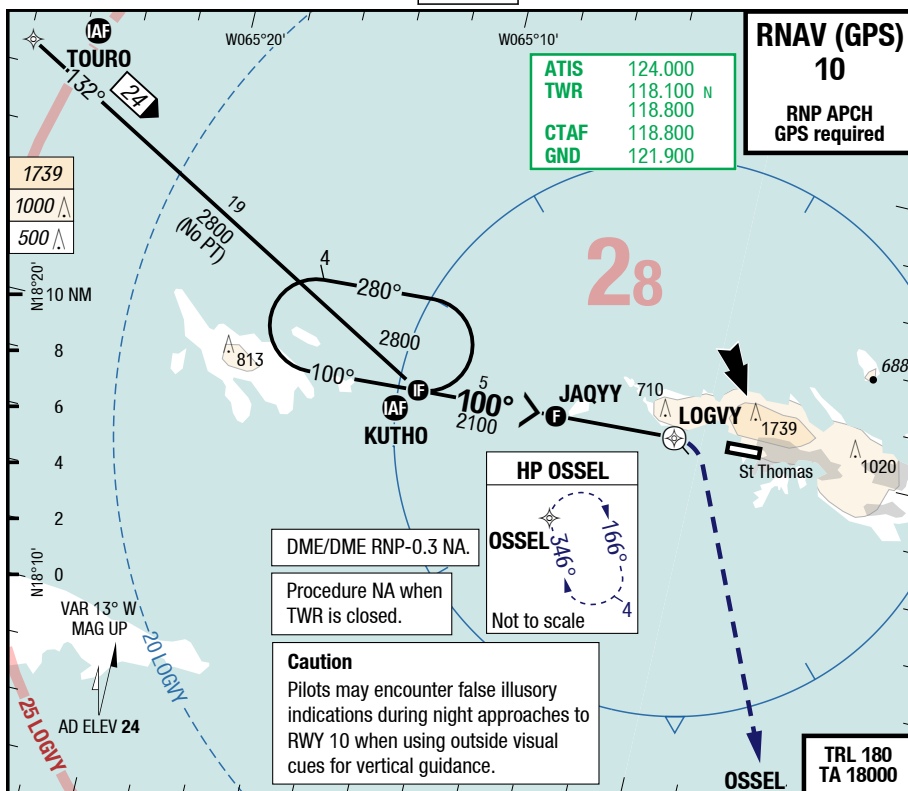 IAF
TOURO
132°
24
W065°20'
W065°10'
ATIS 124.000
TWR 118.100 N
118.800
CTAF 118.800
GND 121.900
RNAV (GPS)
10
RNP APCH
GPS required
1739
1000
500
19
2800
(No PT)
28
4
280°
2800
N18°20'
10 NM
8
6
4
2
0
N18°10'
813
100°
IF
IAF
KUTHO
5
100°
2100
JAQYY
F
710
LOGVY
1739
688
St Thomas
1020
HP OSSEL
OSSEL
346°
166°
4
Not to scale
DME/DME RNP-0.3 NA.
Procedure NA when
TWR is closed.
VAR 13° W
MAG UP
AD ELEV 24
20 LOGVY
25 LOGVY
Caution
Pilots may encounter false illusory
indications during night approaches to
RWY 10 when using outside visual
cues for vertical guidance.
OSSEL
TRL 180
TA 18000